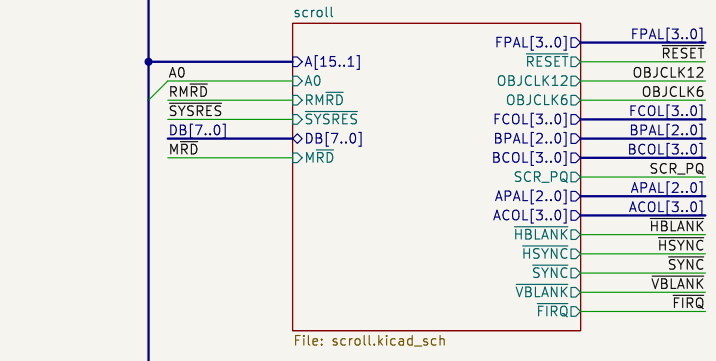 scroll
A[15..1]
A0
A0
RMRD
RMRD
SYSRES
SYSRES
DB[7..0]
DB[7..0]
MRD
MRD
FPAL[3..0]
FPAL[3..0]
RESET
RESET
OBJCLK12
OBJCLK12
OBJCLK6
OBJCLK6
FCOL[3..0]
FCOL[3..0]
BPAL[2..0]
BPAL[2..0]
BCOL[3..0]
BCOL[3..0]
SCR_PQ
SCR_PQ
APAL[2..0]
APAL[2..0]
ACOL[3..0]
ACOL[3..0]
HBLANK
HBLANK
HSYNC
HSYNC
SYNC
SYNC
VBLANK
VBLANK
FIRQ
FIRQ
File: scroll.kicad_sch